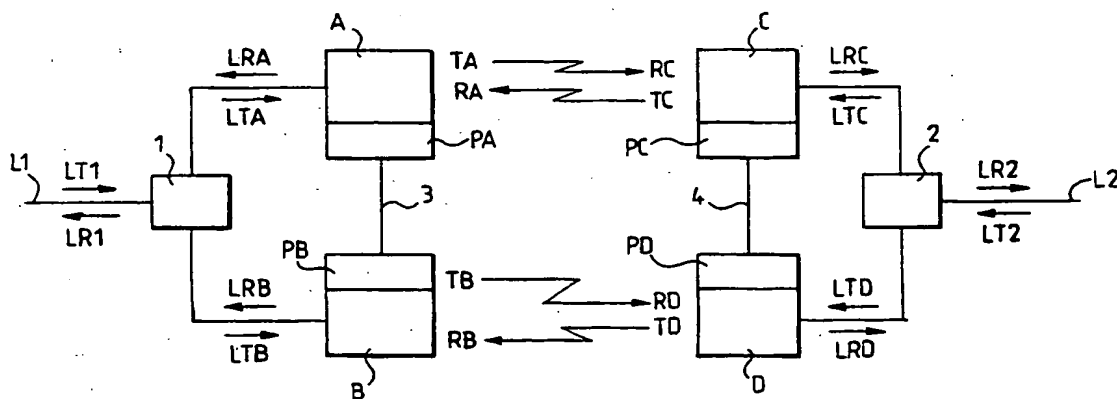 A
C
LRA
TA
RC
LRC
LTA
RA
TC
LTC
PA
PC
1
2
L1
LT1
LR2
L2
LR1
3
4
LT2
PB
PD
TB
LRB
RD
LTD
LTB
RB
TD
LRD
B
D